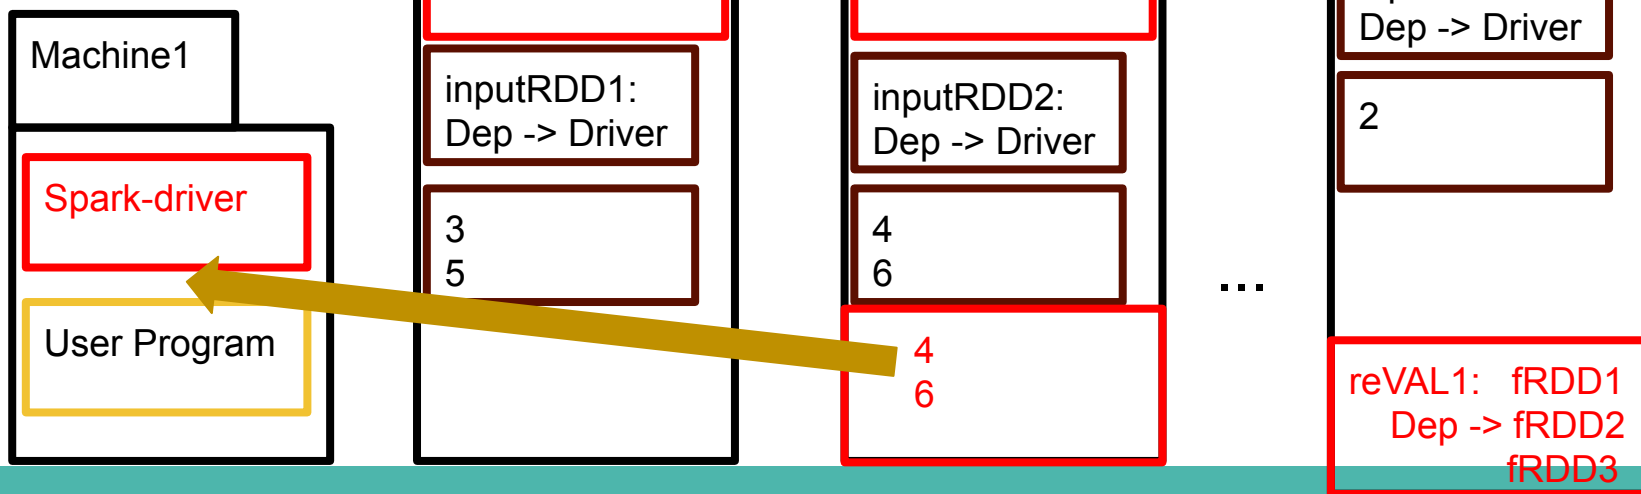 Machine1
Spark-driver
User Program
inputRDD1:
Dep -> Driver
3
5
inputRDD2:
Dep -> Driver
4
6
4
6
...
Dep -> Driver
2
reVAL1: fRDD1
Dep -> fRDD2
fRDD3